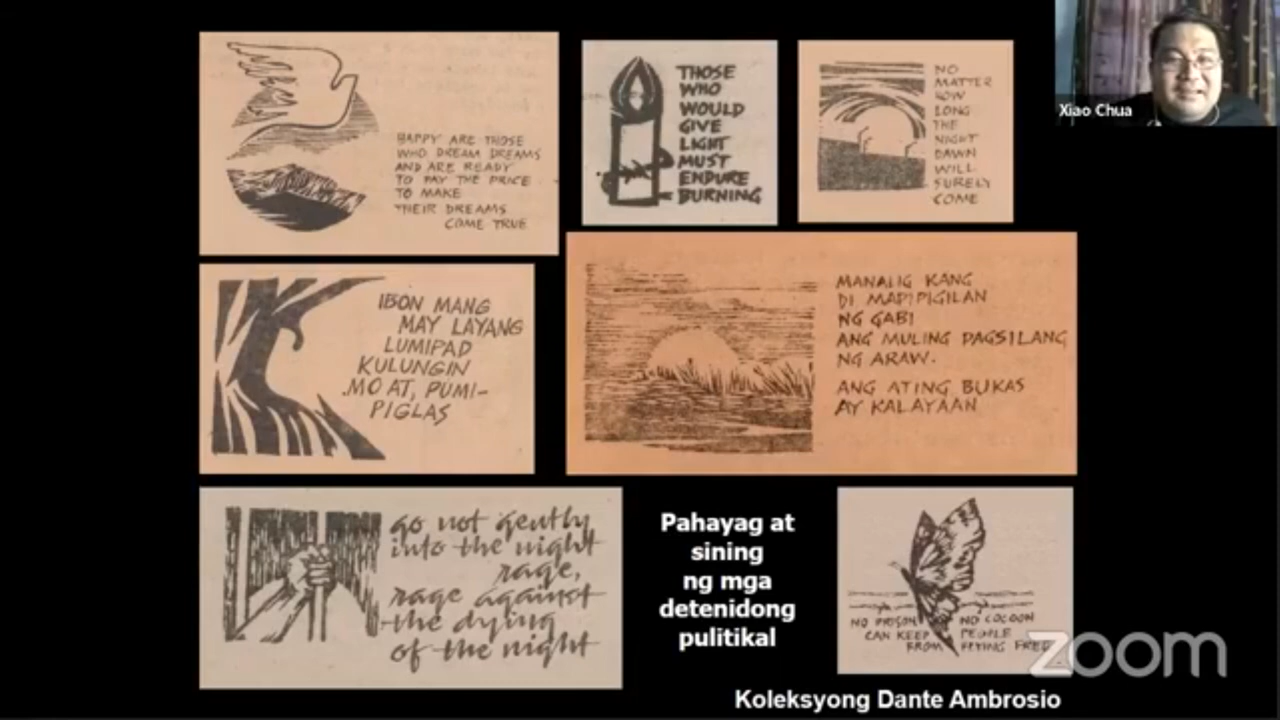 HAPPY ARE THOSE
WHO DREAM DREAMS
AND ARE READY
TO PAY THE PRICE
TO MAKE
THEIR DREAMS
COME TRUE
THOSE
WHO
WOULD
GIVE
LIGHT
MUST
ENDURE
BURNING
NO
MATTER
HOW
LONG
THE
NIGHT
DAWN
WILL
SURELY
COME
Xiao Chua
IBON MANG
MAY LAYANG
LUMIPAD
KULUNGIN
MO AT, PUMI-
PIGLAS
MANALIG KANG
DI MAPIPIGILAN
NG GABI
ANG MULING PAGSILANG
NG ARAW.
ANG ATING BUKAS
AY KALAYAAN
go not gently
into the night
rage,
rage against
the dying
of the night
Pahayag at
sining
ng mga
detenidong
pulitikal
NO PRISON NO COCOON
CAN KEEP PEOPLE
FROM FLYING FREE
zoom
Koleksyong Dante Ambrosio